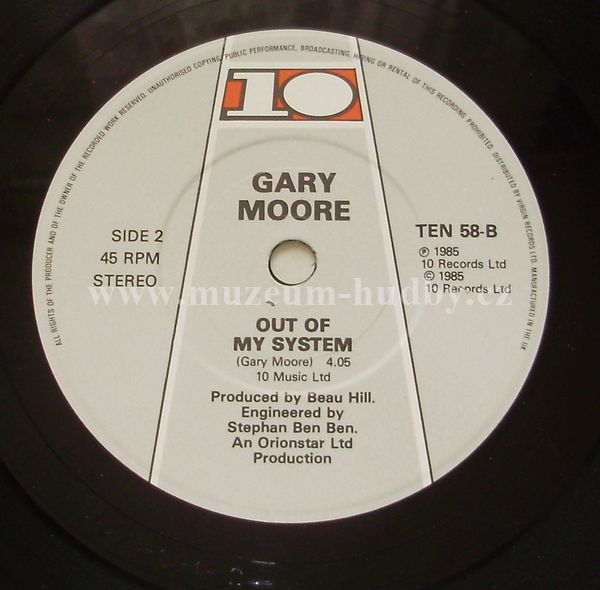 ALL RIGHTS OF THE PRODUCER AND OF THE OWNER OF THE RECORDED WORK RESERVED. UNAUTHORISED COPYING, PUBLIC PERFORMANCE, BROADCASTING, HIRING OR RENTAL OF THIS RECORDING PROHIBITED. DISTRIBUTED BY VIRGIN RECORDS LTD. MANUFACTURED IN THE UK
10
GARY
MOORE
SIDE 2
45 RPM
STEREO
TEN 58-B
℗ 1985
10 Records Ltd
© 1985
10 Records Ltd
www.muzeum-hudby.cz
OUT OF
MY SYSTEM
(Gary Moore) 4.05
10 Music Ltd
Produced by Beau Hill.
Engineered by
Stephan Ben Ben.
An Orionstar Ltd
Production